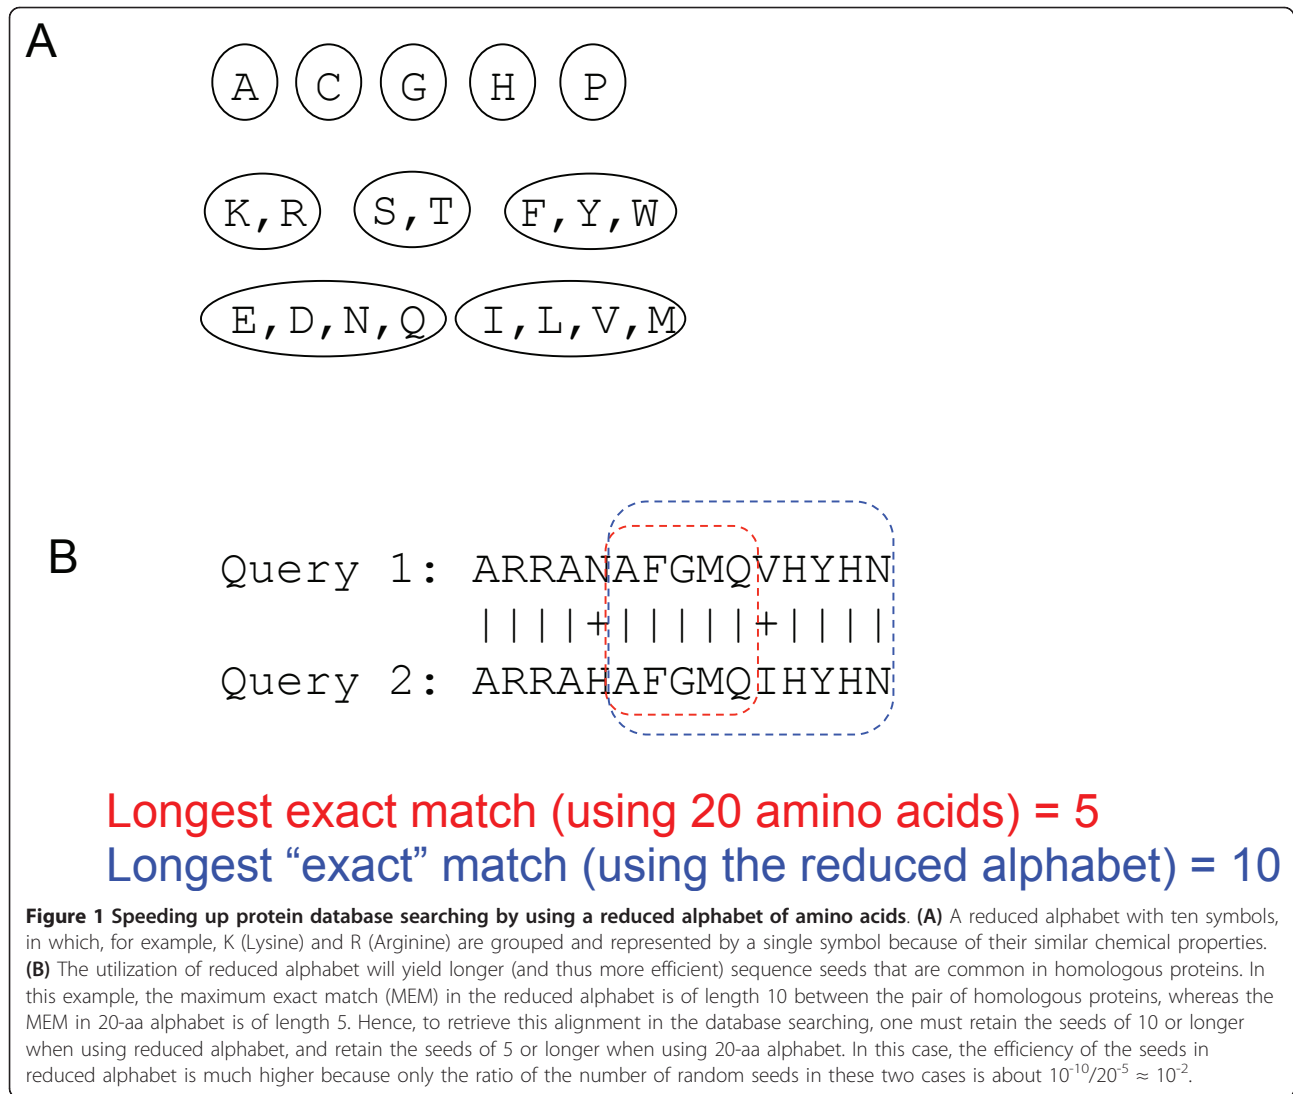 A
A C G H P
K,R S,T F,Y,W
E,D,N,Q I,L,V,M
B
Query 1: ARRANAFGMQVHYHN
||||+|||||+||||
Query 2: ARRAHAFGMQIHYHN
Longest exact match (using 20 amino acids) = 5
Longest “exact” match (using the reduced alphabet) = 10
Figure 1 Speeding up protein database searching by using a reduced alphabet of amino acids. (A) A reduced alphabet with ten symbols,
in which, for example, K (Lysine) and R (Arginine) are grouped and represented by a single symbol because of their similar chemical properties.
(B) The utilization of reduced alphabet will yield longer (and thus more efficient) sequence seeds that are common in homologous proteins. In
this example, the maximum exact match (MEM) in the reduced alphabet is of length 10 between the pair of homologous proteins, whereas the
MEM in 20-aa alphabet is of length 5. Hence, to retrieve this alignment in the database searching, one must retain the seeds of 10 or longer
when using reduced alphabet, and retain the seeds of 5 or longer when using 20-aa alphabet. In this case, the efficiency of the seeds in
reduced alphabet is much higher because only the ratio of the number of random seeds in these two cases is about 10⁻¹⁰/20⁻⁵ ≈ 10⁻².